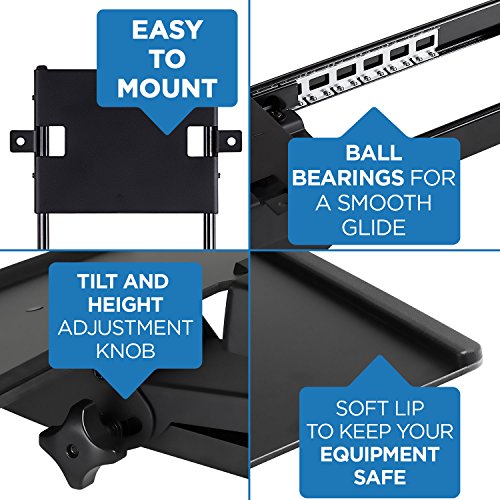 EASY
TO
MOUNT
BALL
BEARINGS FOR
A SMOOTH
GLIDE
TILT AND
HEIGHT
ADJUSTMENT
KNOB
SOFT LIP
TO KEEP YOUR
EQUIPMENT
SAFE